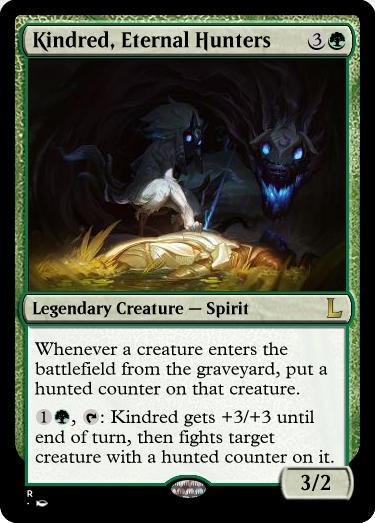 Kindred, Eternal Hunters 3
Legendary Creature — Spirit L
Whenever a creature enters the
battlefield from the graveyard, put a
hunted counter on that creature.
1 , : Kindred gets +3/+3 until
end of turn, then fights target
creature with a hunted counter on it.
3/2
R